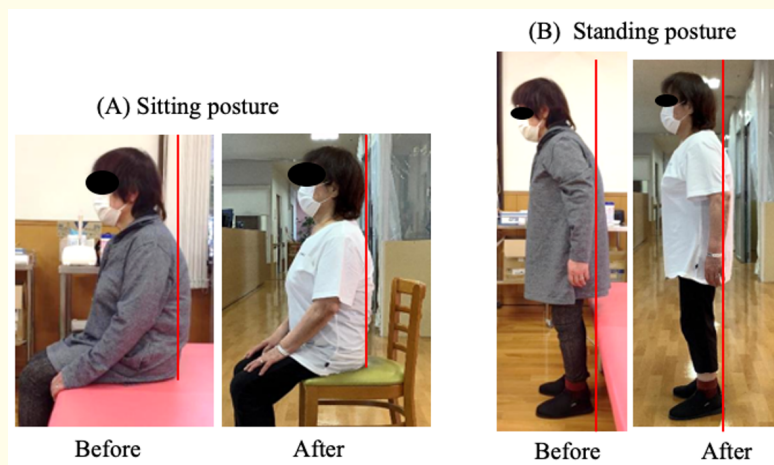 (A) Sitting posture
Before
After
(B) Standing posture
Before
After